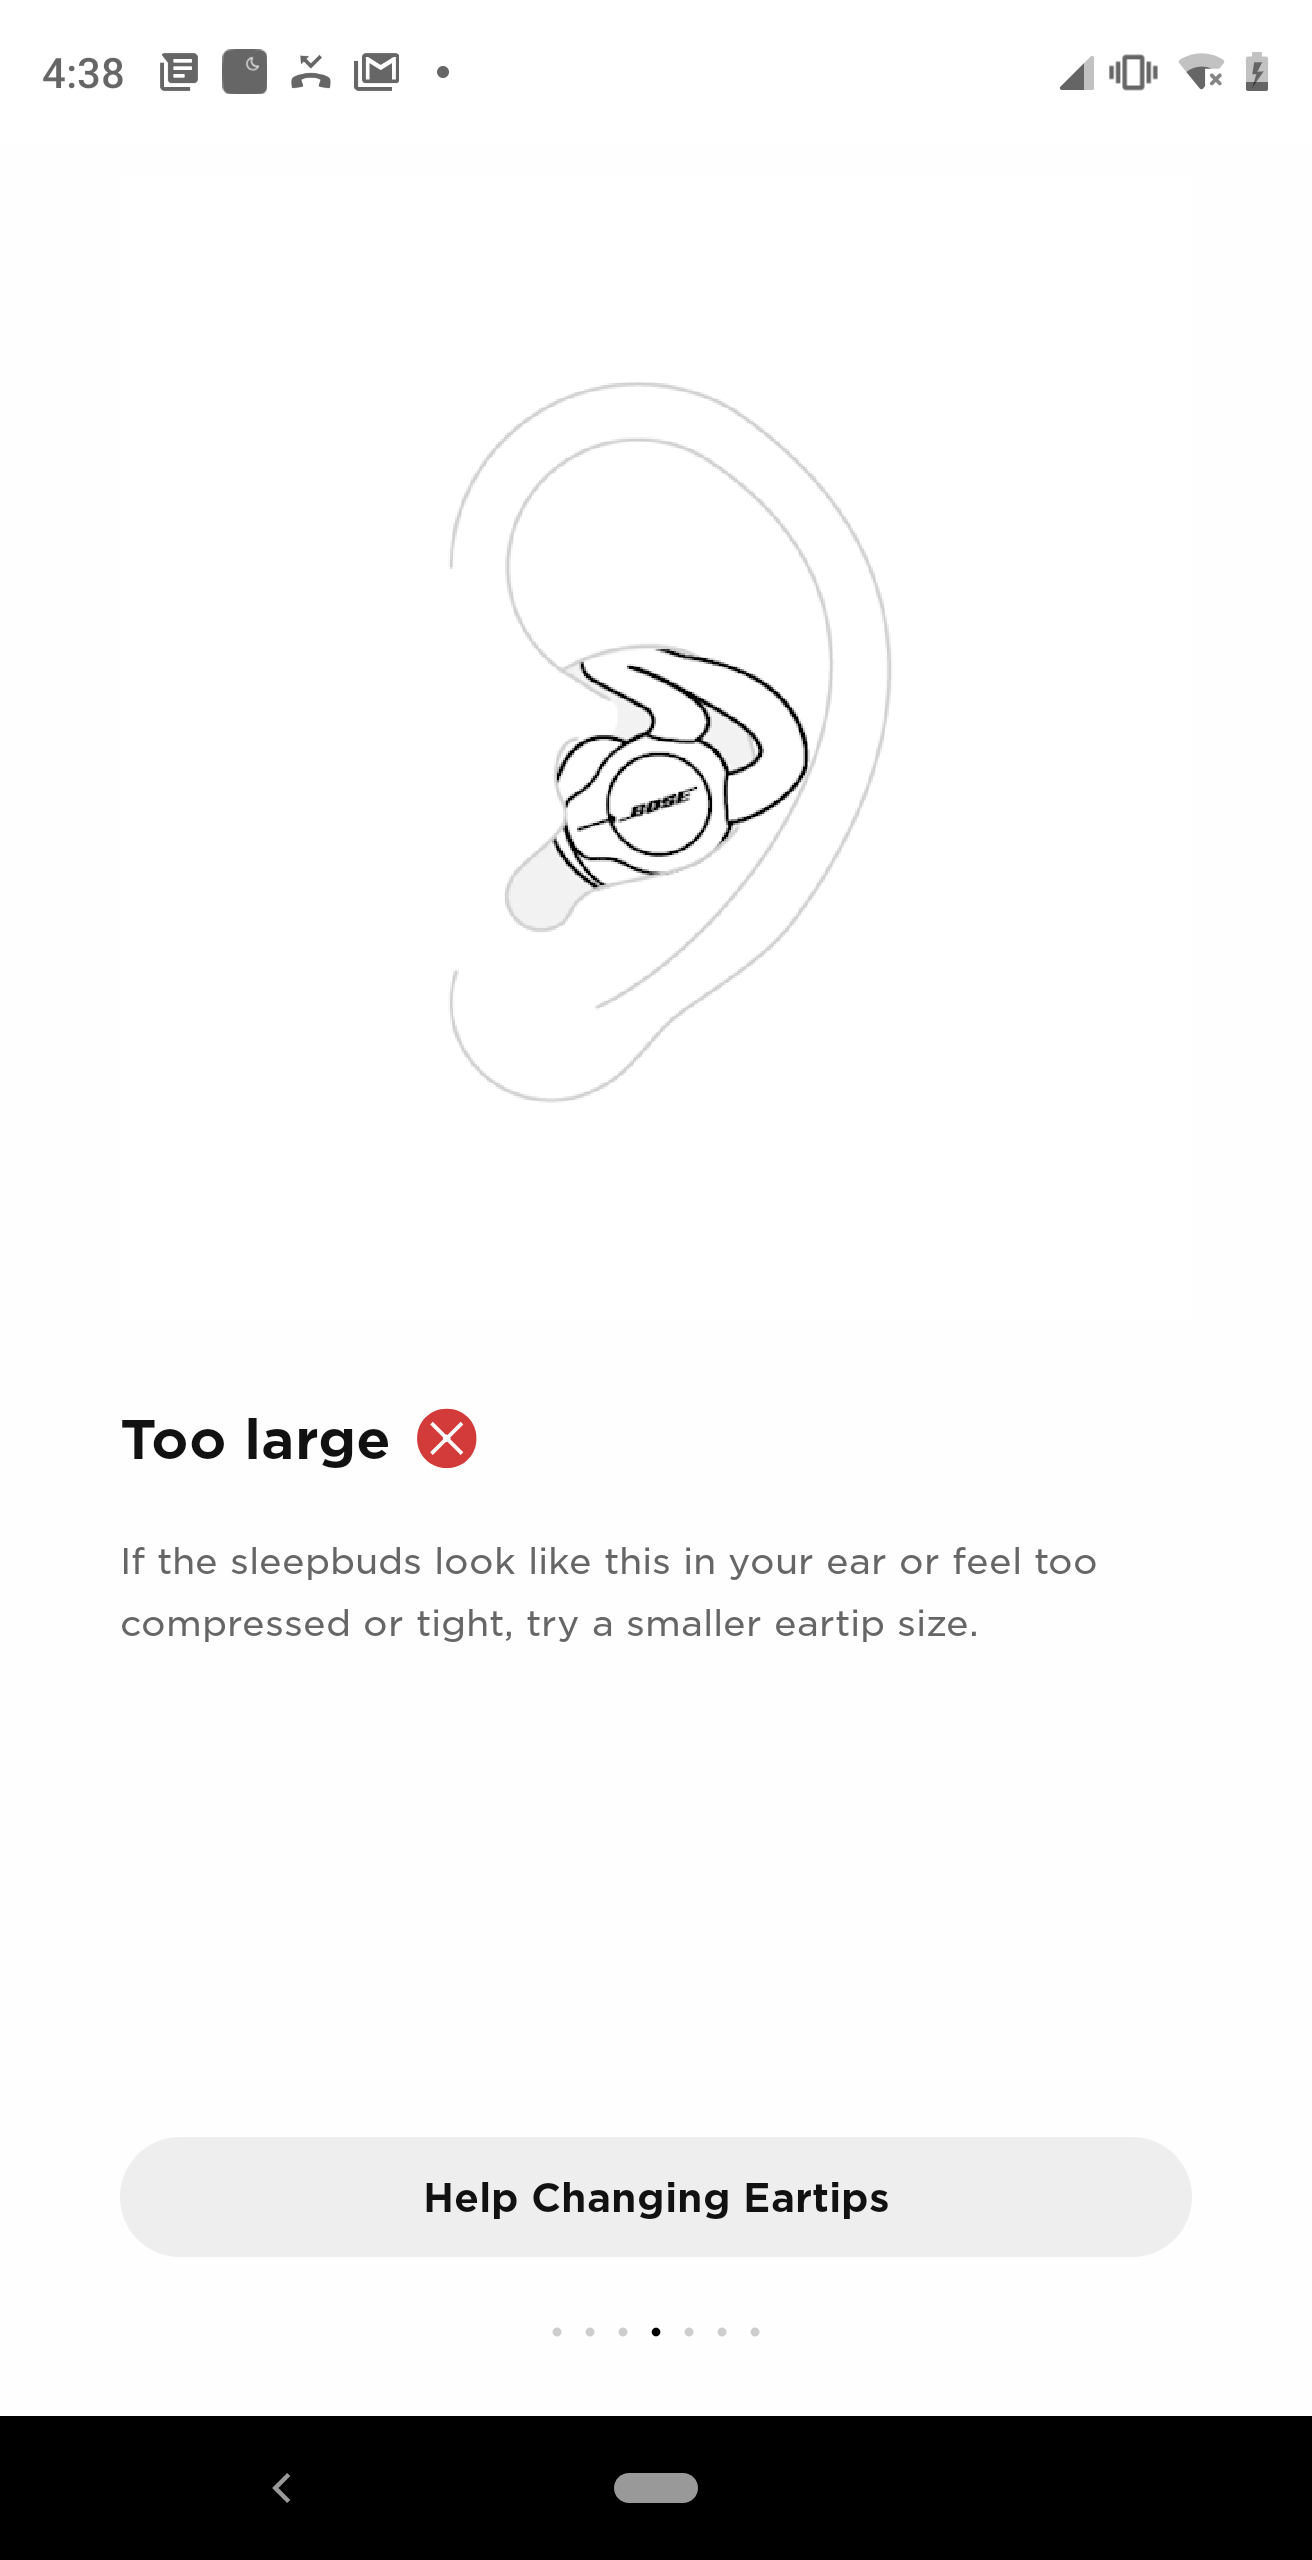 4:38
BOSE
Too large
If the sleepbuds look like this in your ear or feel too
compressed or tight, try a smaller eartip size.
Help Changing Eartips